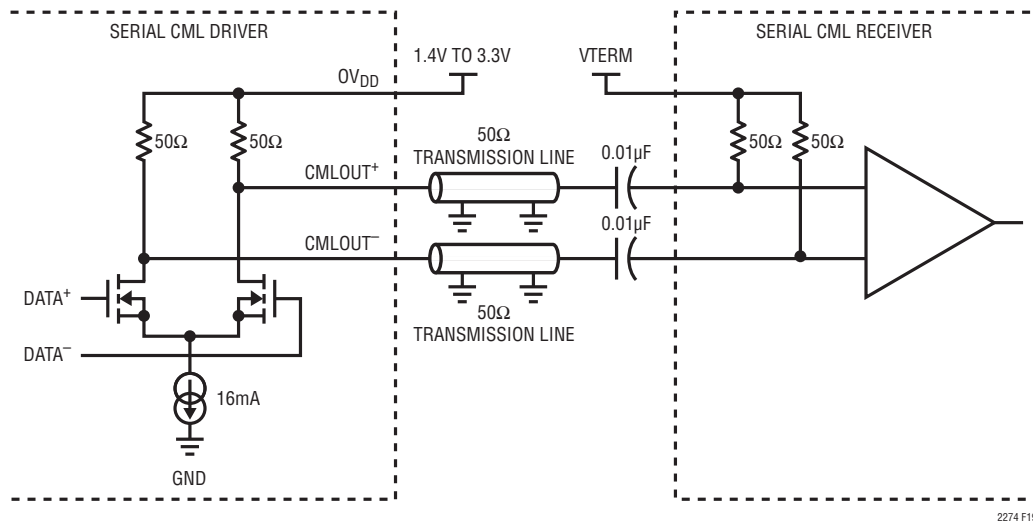 SERIAL CML DRIVER
SERIAL CML RECEIVER
1.4V TO 3.3V
VTERM
OVDD
50Ω
50Ω
50Ω
TRANSMISSION LINE
0.01µF
50Ω
50Ω
CMLOUT+
0.01µF
CMLOUT–
DATA+
50Ω
TRANSMISSION LINE
DATA–
16mA
GND